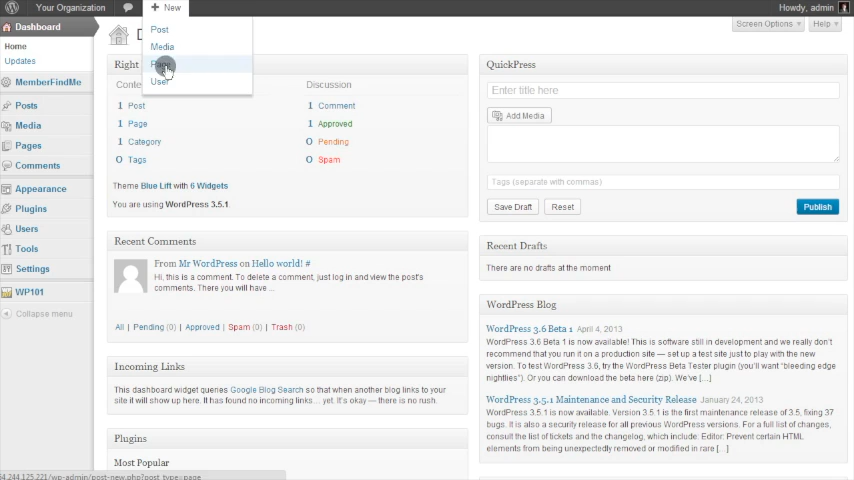 Your Organization
+ New
Howdy, admin
Dashboard
Home
Updates
MemberFindMe
Posts
Media
Pages
Comments
Appearance
Plugins
Users
Tools
Settings
WP101
Collapse menu
Post
Media
Page
User
Screen Options
Help
Right
Discussion
1 Post
1 Comment
1 Page
1 Approved
1 Category
0 Pending
0 Tags
0 Spam
Theme Blue Lift with 6 Widgets
You are using WordPress 3.5.1
Recent Comments
From Mr WordPress on Hello world! #
Hi, this is a comment. To delete a comment, just log in and view the post's
comments. There you will have ...
All | Pending (0) | Approved | Spam (0) | Trash (0)
Incoming Links
This dashboard widget queries Google Blog Search so that when another blog links to your
site it will show up here. It has found no incoming links... yet. It's okay — there is no rush.
Plugins
Most Popular
QuickPress
Enter title here
Add Media
Tags (separate with commas)
Save Draft
Reset
Publish
Recent Drafts
There are no drafts at the moment
WordPress Blog
WordPress 3.6 Beta 1 April 4, 2013
WordPress 3.6 Beta 1 is now available! This is software still in development and we really don't
recommend that you run it on a production site — set up a test site just to play with the new
version. To test WordPress 3.6, try the WordPress Beta Tester plugin (you'll want "bleeding edge
nightlies"). Or you can download the beta here (zip). We've [...]
WordPress 3.5.1 Maintenance and Security Release January 24, 2013
WordPress 3.5.1 is now available. Version 3.5.1 is the first maintenance release of 3.5, fixing 37
bugs. It is also a security release for all previous WordPress versions. For a full list of changes,
consult the list of tickets and the changelog, which include: Editor: Prevent certain HTML
elements from being unexpectedly removed or modified in rare [...]
64.244.125.221/wp-admin/post-new.php?post_type=page